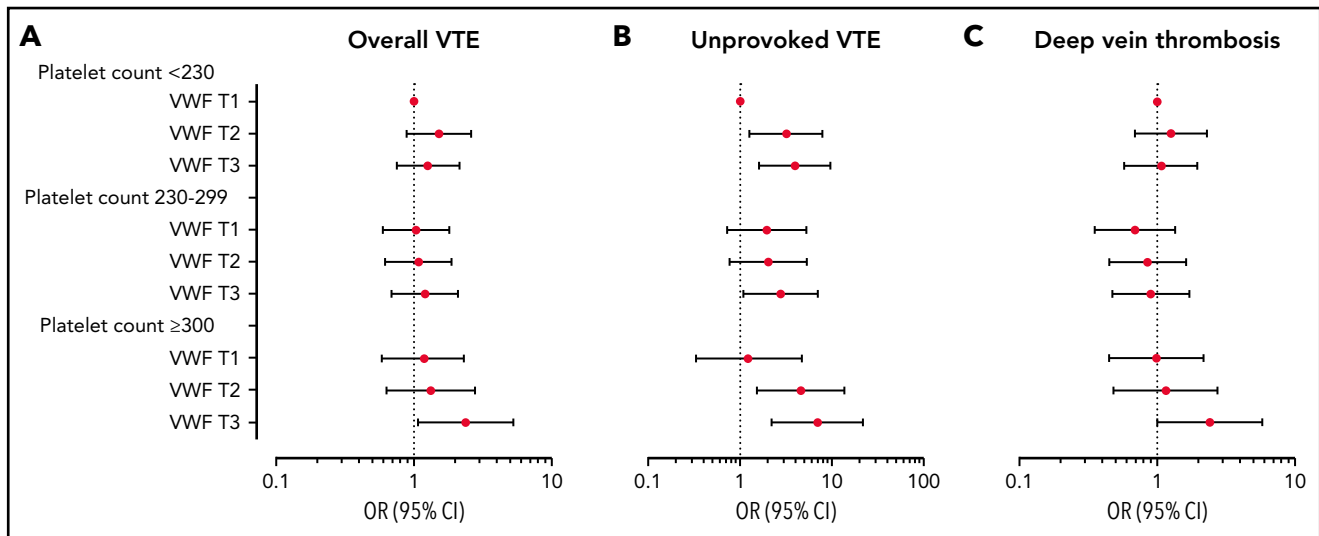 A Overall VTE
B Unprovoked VTE
C Deep vein thrombosis
Platelet count <230
VWF T1
VWF T2
VWF T3
Platelet count 230-299
VWF T1
VWF T2
VWF T3
Platelet count ≥300
VWF T1
VWF T2
VWF T3
0.1 1 10
OR (95% CI)
0.1 1 10 100
OR (95% CI)
0.1 1 10
OR (95% CI)